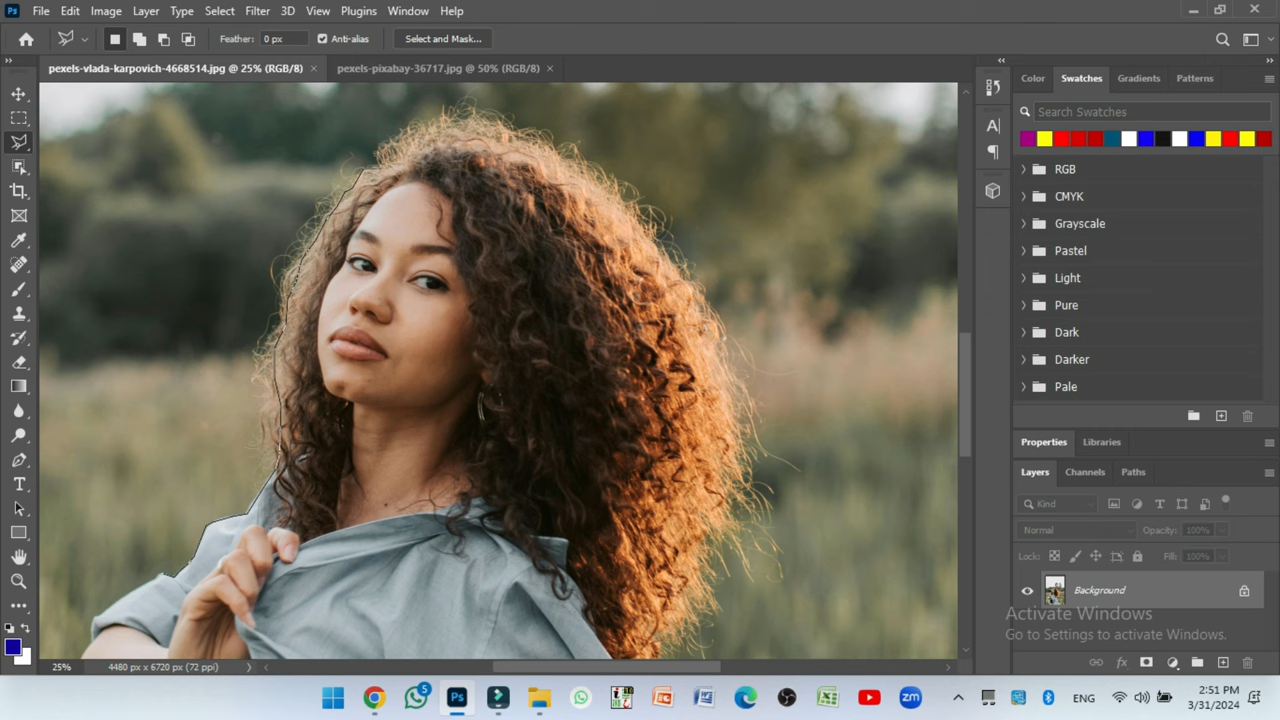 Ps File Edit Image Layer Type Select Filter 3D View Plugins Window Help
Feather: 0 px Anti-alias Select and Mask...
pexels-vlada-karpovich-4668514.jpg @ 25% (RGB/8) × pexels-pixabay-36717.jpg @ 50% (RGB/8) ×
Color Swatches Gradients Patterns
Search Swatches
RGB
CMYK
Grayscale
Pastel
Light
Pure
Dark
Darker
Pale
Properties Libraries
Layers Channels Paths
Kind
Normal Opacity: 100%
Lock: Fill: 100%
Background
Activate Windows
Go to Settings to activate Windows.
25% 4480 px x 6720 px (72 ppi)
5 Ps zm ENG 2:51 PM
3/31/2024